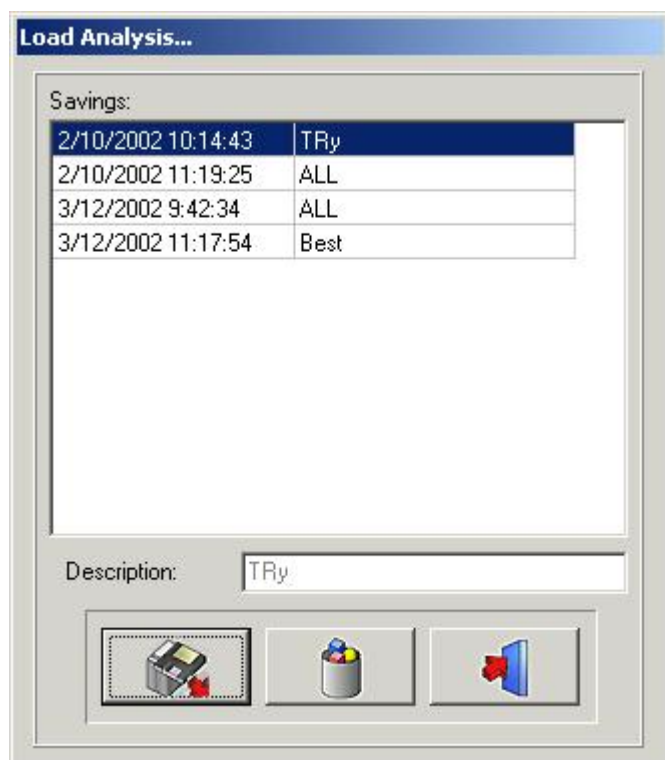 Load Analysis...
Savings:
2/10/2002 10:14:43 TRy
2/10/2002 11:19:25 ALL
3/12/2002 9:42:34 ALL
3/12/2002 11:17:54 Best
Description: TRy